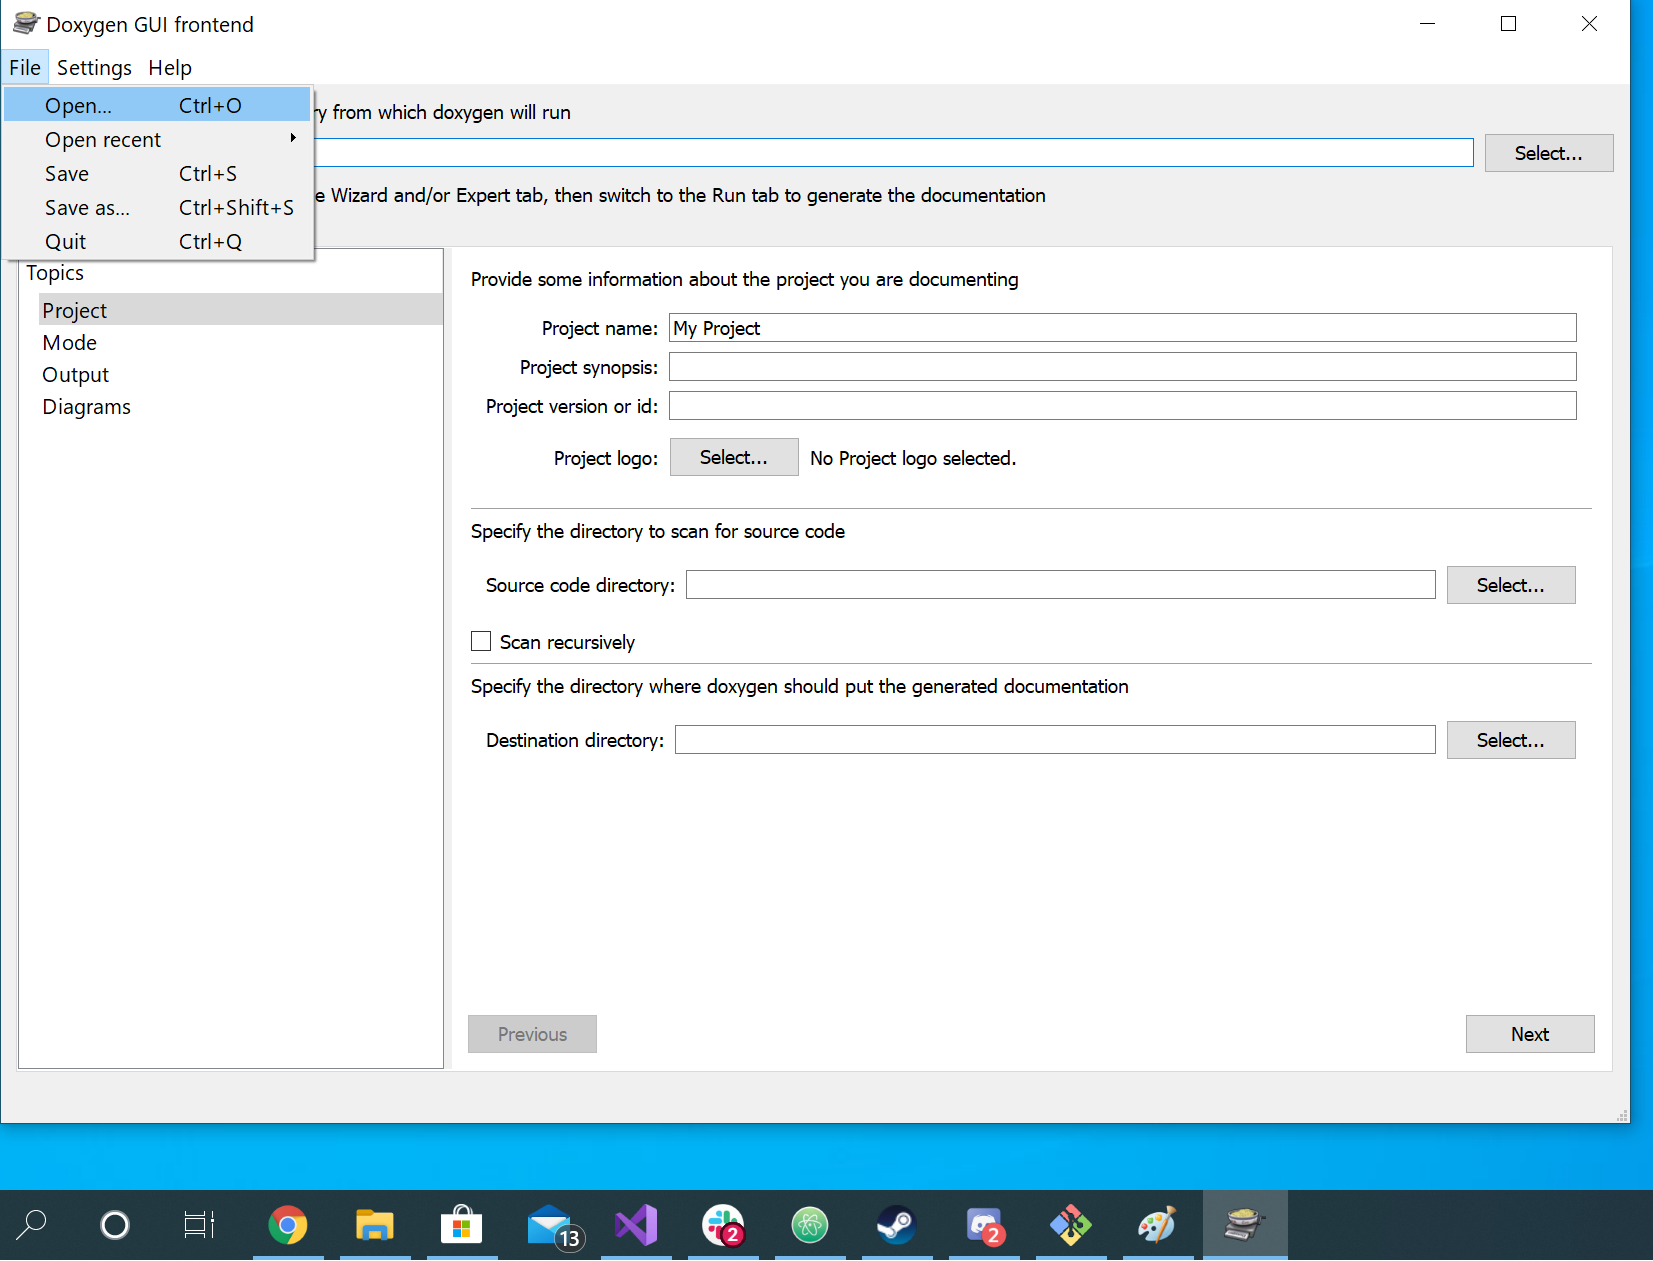 Doxygen GUI frontend
File Settings Help
Open... Ctrl+O
Open recent
Save Ctrl+S
Save as... Ctrl+Shift+S
Quit Ctrl+Q
from which doxygen will run
Select...
Wizard and/or Expert tab, then switch to the Run tab to generate the documentation
Topics
Project
Mode
Output
Diagrams
Provide some information about the project you are documenting
Project name: My Project
Project synopsis:
Project version or id:
Project logo: Select... No Project logo selected.
Specify the directory to scan for source code
Source code directory: Select...
Scan recursively
Specify the directory where doxygen should put the generated documentation
Destination directory: Select...
Previous Next
13 2 2